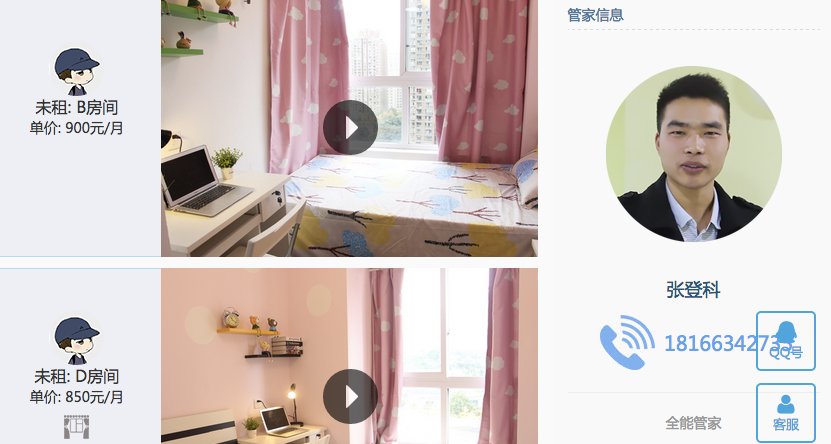 未租: B房间
单价: 900元/月
未租: D房间
单价: 850元/月
管家信息
张登科
QQ号
全能管家
客服